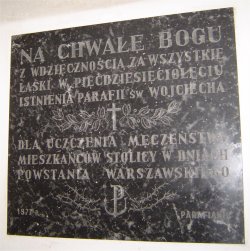 NA CHWAŁĘ BOGU
Z WDZIĘCZNOŚCIĄ ZA WSZYSTKIE
ŁASKI W PIĘĆDZIESIĘCIOLECIU
ISTNIENIA PARAFII ŚW WOJCIECHA
DLA UCZCZENIA MĘCZEŃSTWA
MIESZKAŃCÓW STOLICY W DNIACH
POWSTANIA WARSZAWSKIEGO
PARAFIANIE